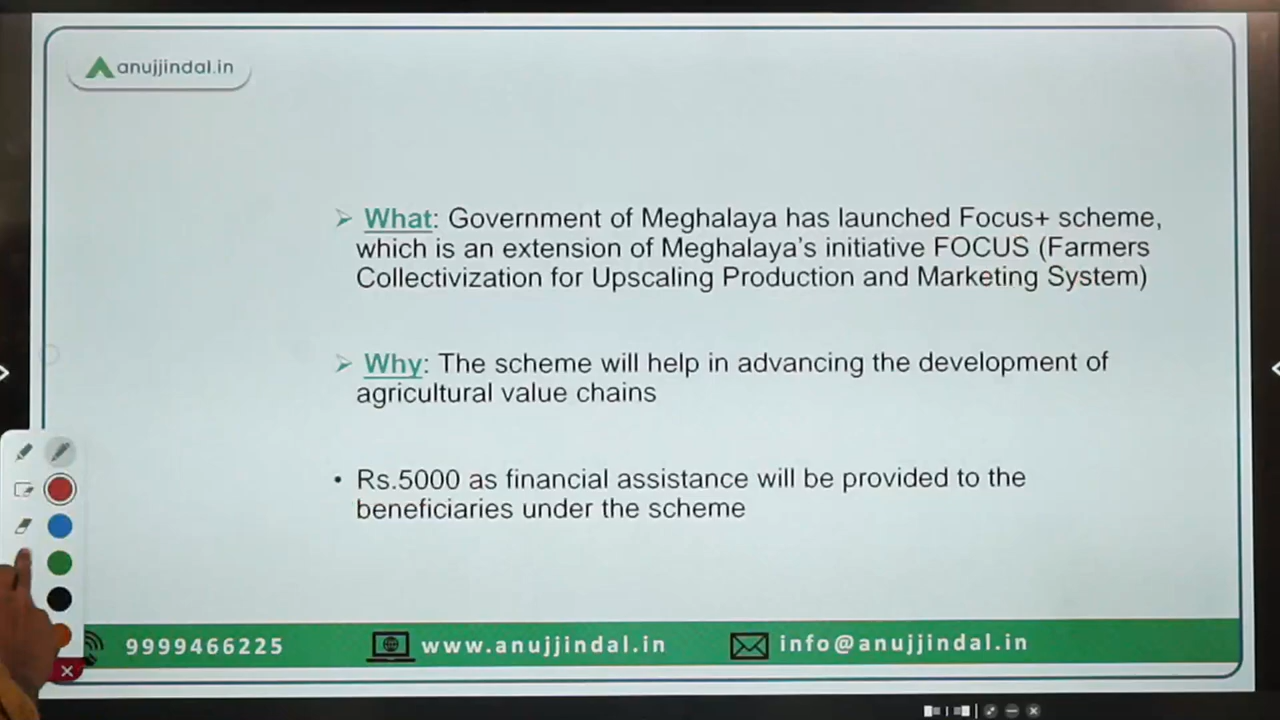 anujjindal.in
➢ What: Government of Meghalaya has launched Focus+ scheme,
which is an extension of Meghalaya's initiative FOCUS (Farmers
Collectivization for Upscaling Production and Marketing System)
➢ Why: The scheme will help in advancing the development of
agricultural value chains
• Rs.5000 as financial assistance will be provided to the
beneficiaries under the scheme
9999466225 www.anujjindal.in info@anujjindal.in